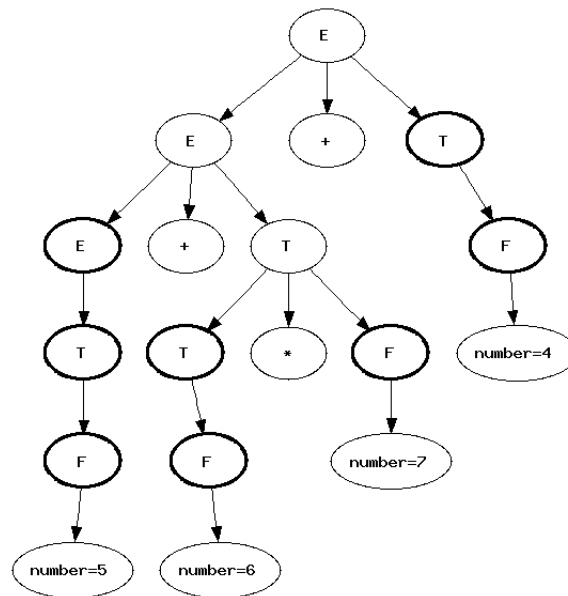 E
E + T
E + T F
T T * F number=4
F F number=7
number=5 number=6